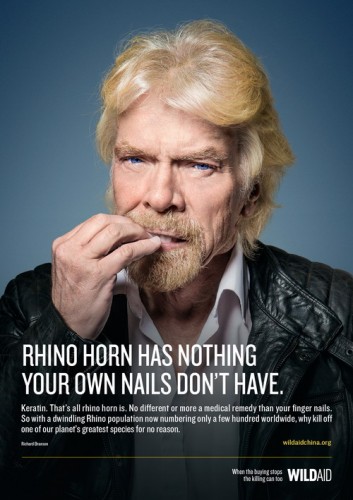 RHINO HORN HAS NOTHING
YOUR OWN NAILS DON'T HAVE.
Keratin. That's all rhino horn is. No different or more a medical remedy than your finger nails.
So with a dwindling Rhino population now numbering only a few hundred worldwide, why kill off
one of our planet's greatest species for no reason.
Richard Branson
wildaidchina.org
When the buying stops
the killing can too
WILDAID